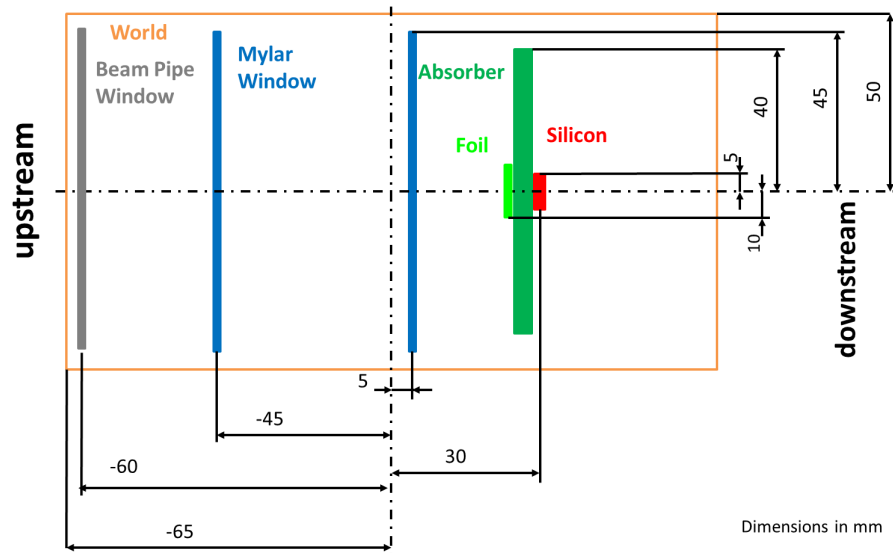 World
Beam Pipe
Window
Mylar
Window
Absorber
Foil
Silicon
upstream
downstream
50
45
40
5
10
5
-45
30
-60
-65
Dimensions in mm